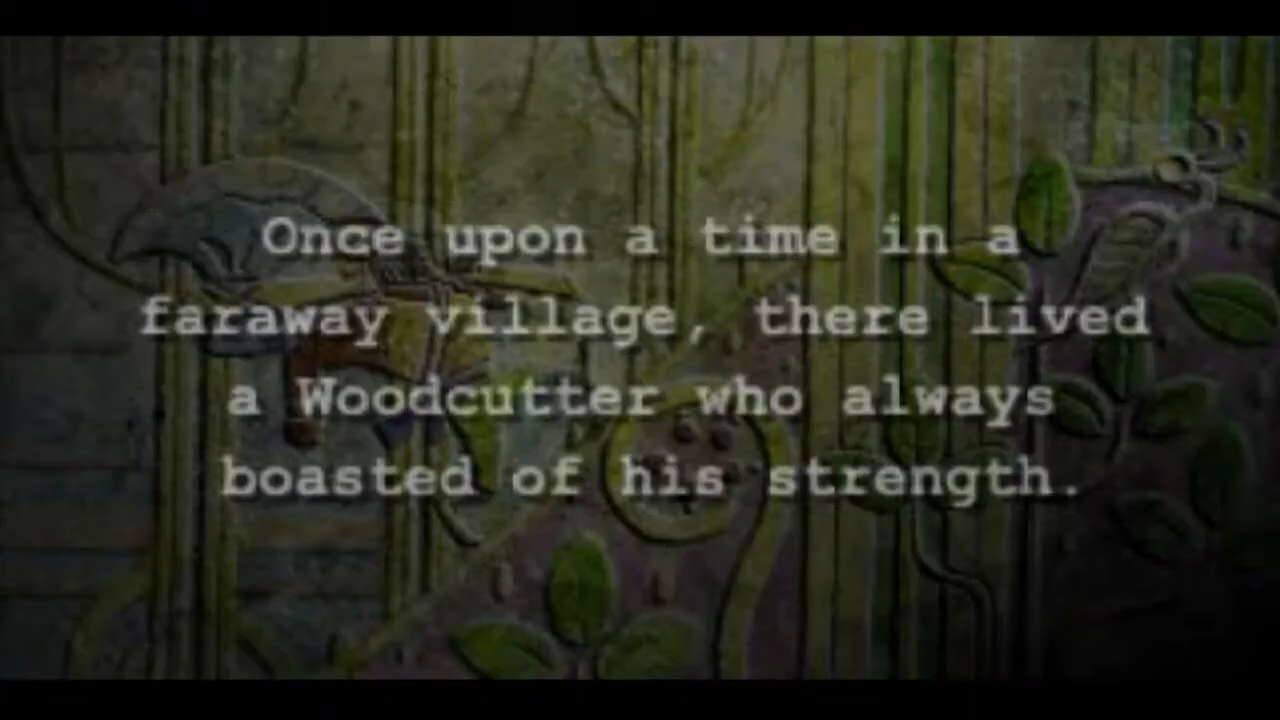 Once upon a time in a
faraway village, there lived
a Woodcutter who always
boasted of his strength.